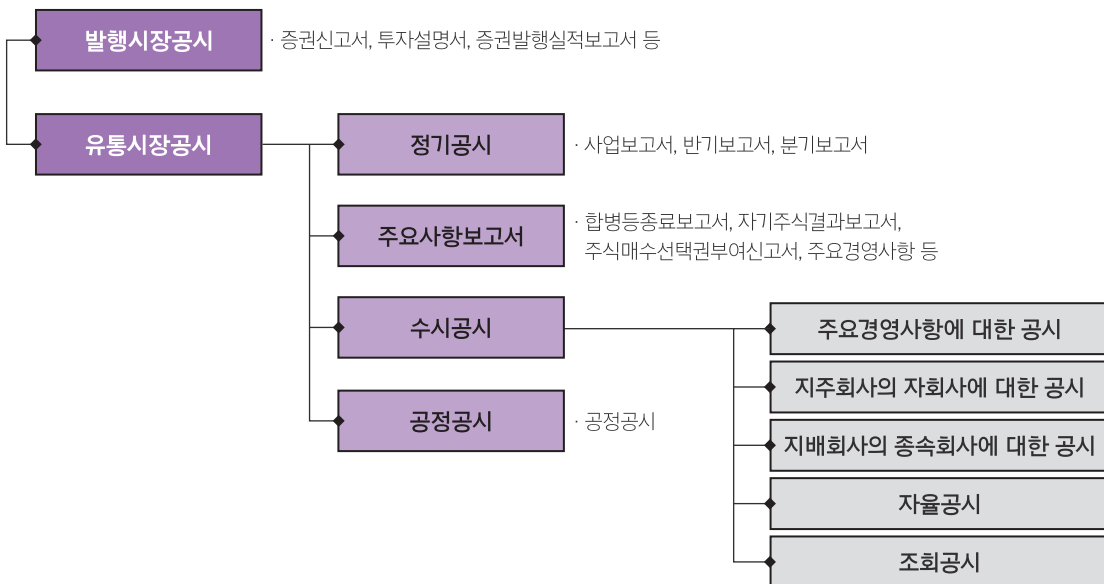 발행시장공시
· 증권신고서, 투자설명서, 증권발행실적보고서 등
유통시장공시
정기공시
· 사업보고서, 반기보고서, 분기보고서
주요사항보고서
· 합병등종료보고서, 자기주식결과보고서,
주식매수선택권부여신고서, 주요경영사항 등
수시공시
주요경영사항에 대한 공시
지주회사의 자회사에 대한 공시
지배회사의 종속회사에 대한 공시
자율공시
조회공시
공정공시
· 공정공시